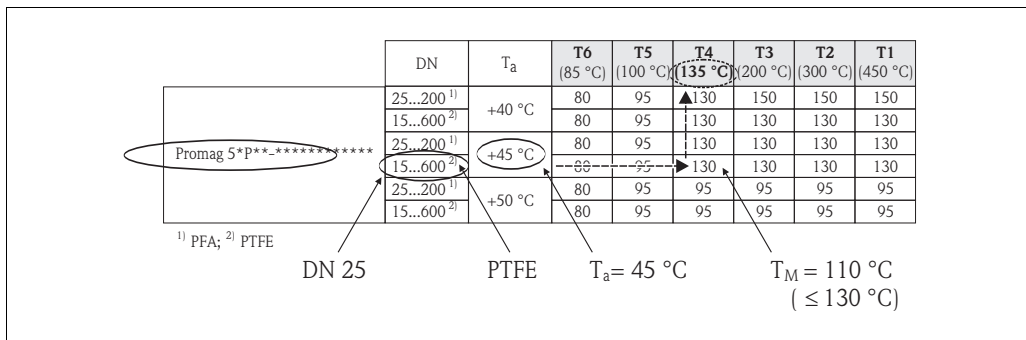 DN Ta T6 T5 T4 T3 T2 T1
(85 °C) (100 °C) (135 °C) (200 °C) (300 °C) (450 °C)
Promag 5*P**-************
25...200 1) +40 °C 80 95 130 150 150 150
15...600 2) 80 95 130 130 130 130
25...200 1) +45 °C 80 95 130 130 130 130
15...600 2) 80 95 130 130 130 130
25...200 1) +50 °C 80 95 95 95 95 95
15...600 2) 80 95 95 95 95 95
1) PFA; 2) PTFE
DN 25 PTFE Ta= 45 °C TM = 110 °C
( ≤ 130 °C)